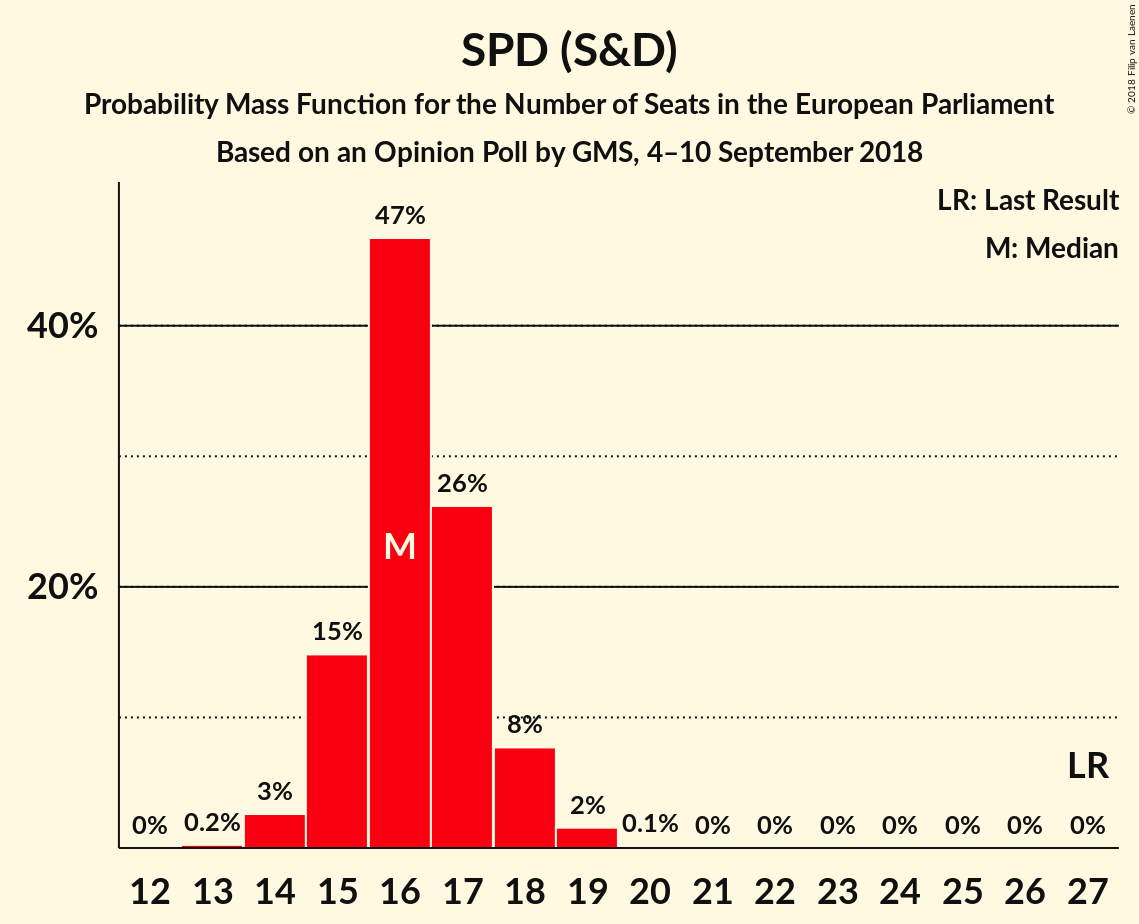 SPD (S&D)
Probability Mass Function for the Number of Seats in the European Parliament
Based on an Opinion Poll by GMS, 4–10 September 2018
© 2018 Filip van Laenen
LR: Last Result
M: Median
47%
40%
26%
M
20%
15%
8%
LR
3%
2%
0% 0.2% 0.1% 0% 0% 0% 0% 0% 0% 0%
12 13 14 15 16 17 18 19 20 21 22 23 24 25 26 27